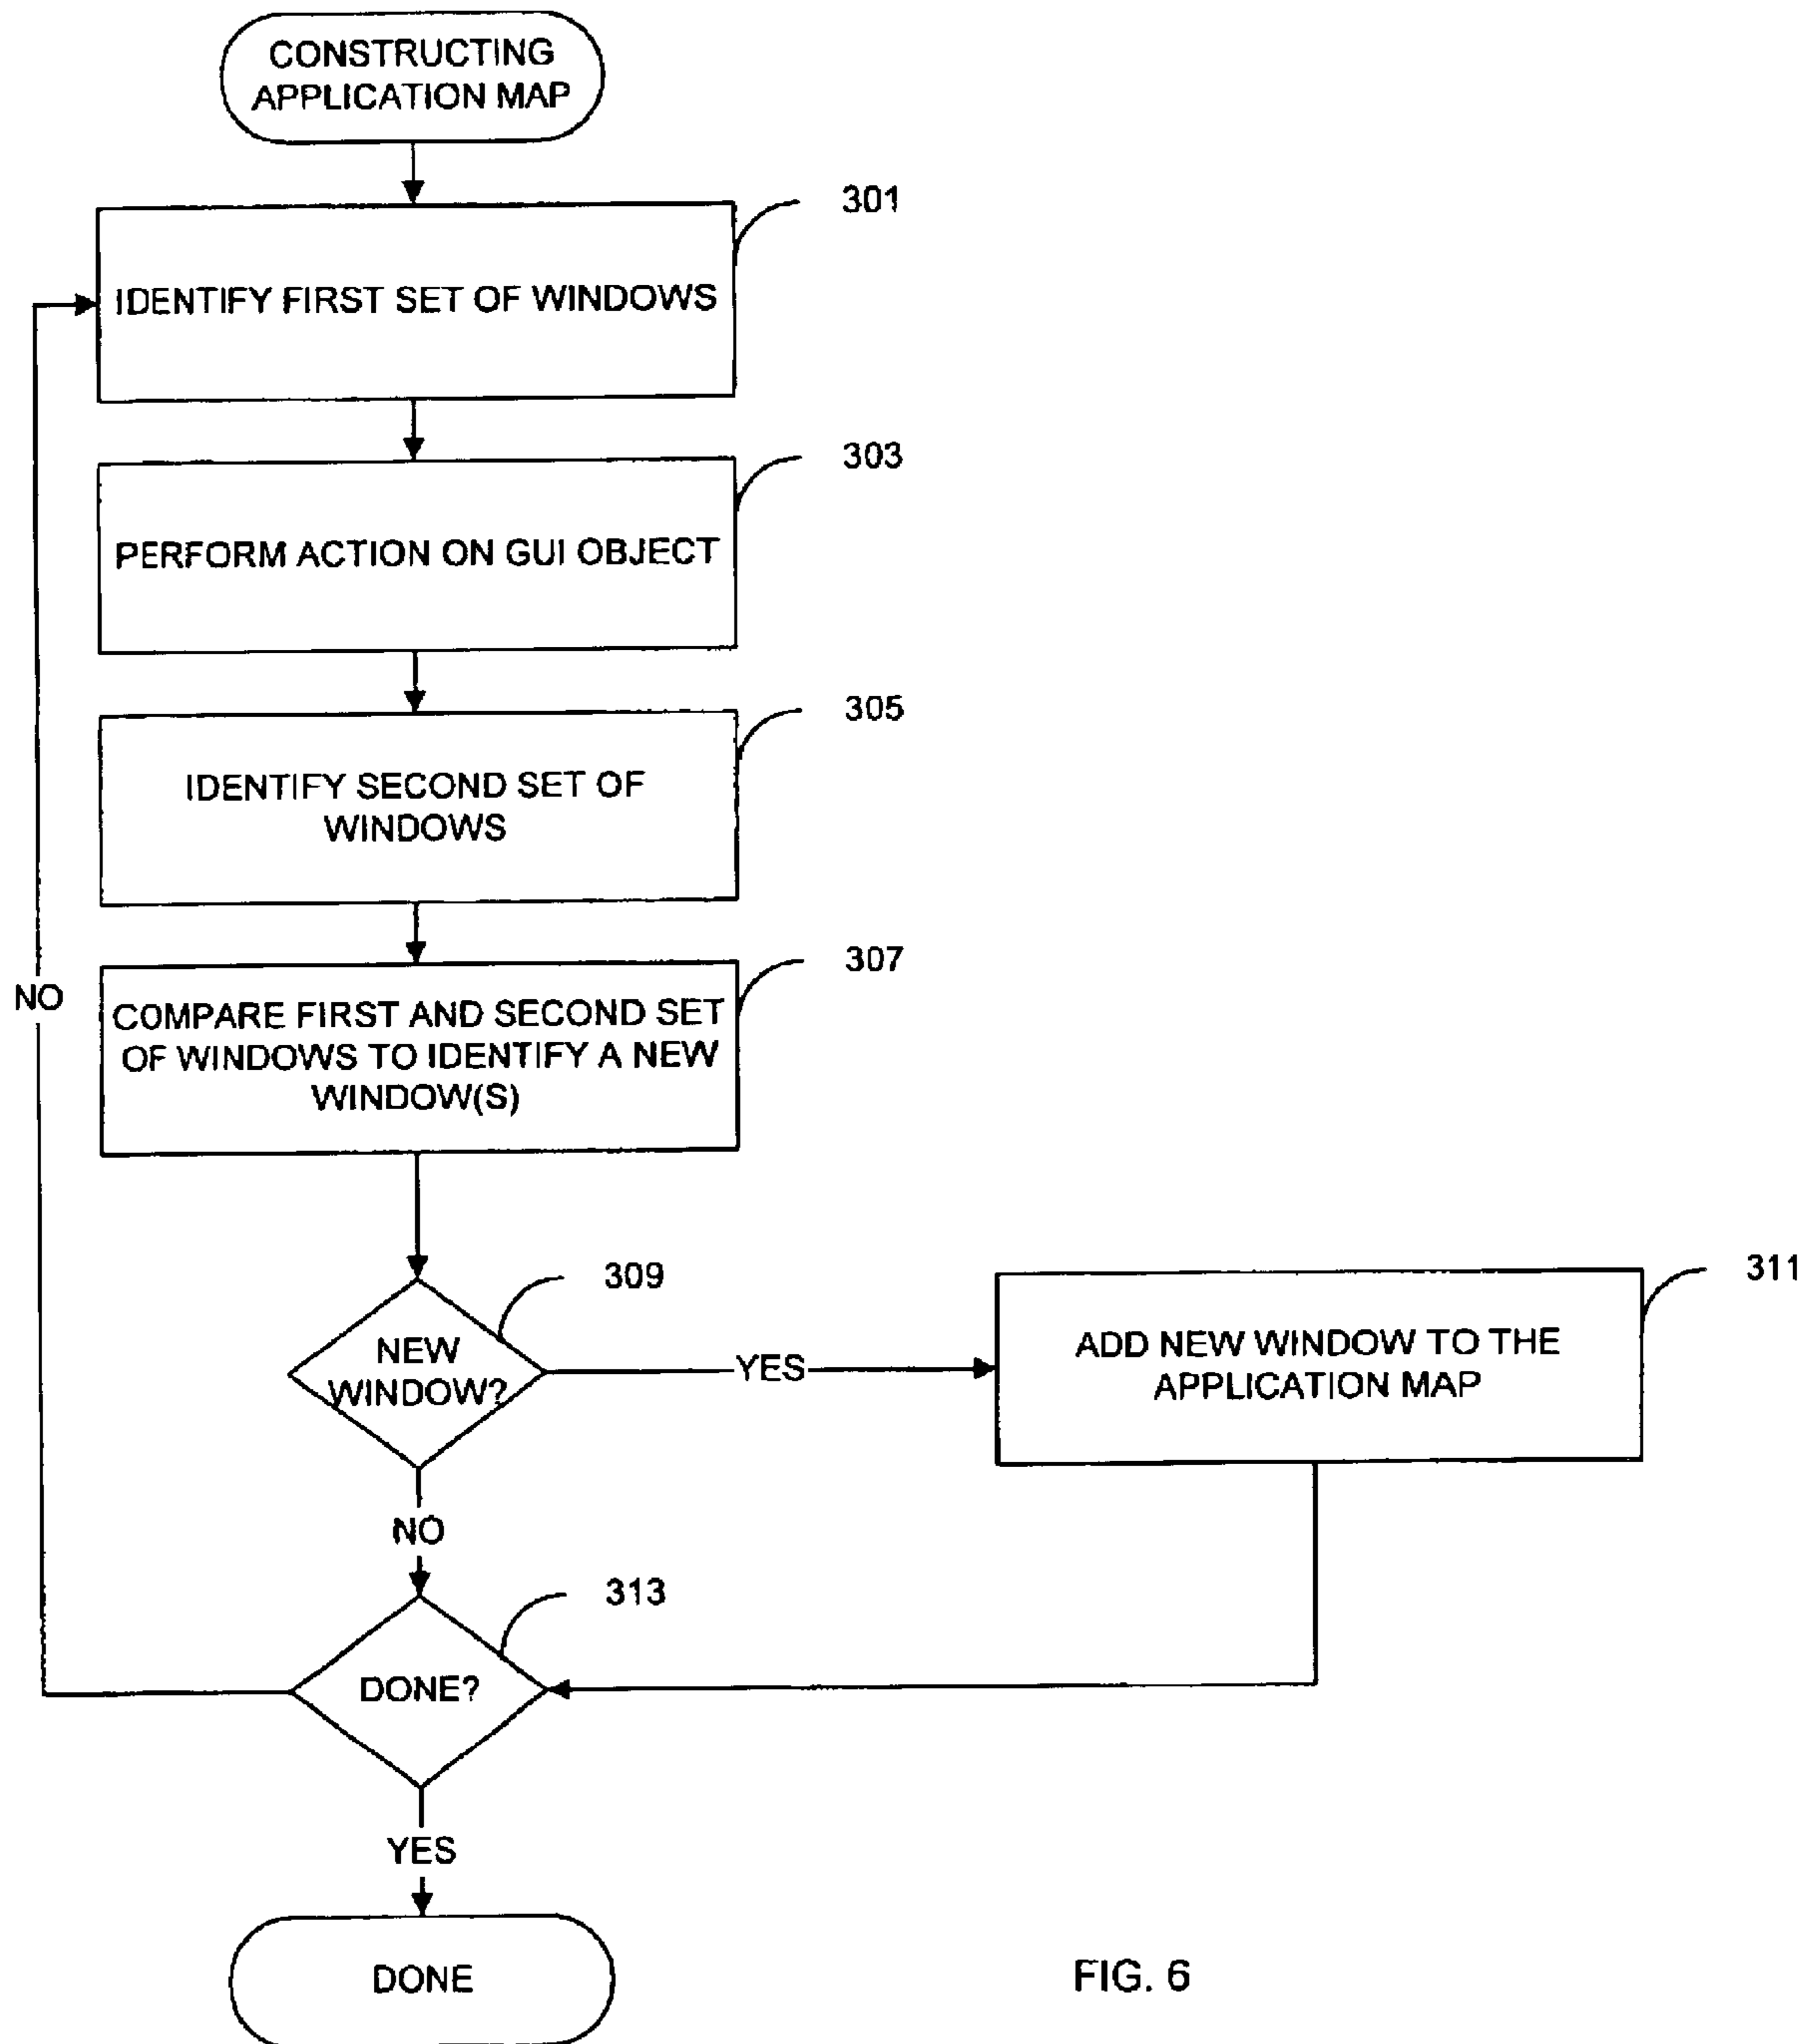 CONSTRUCTING
APPLICATION MAP
301
IDENTIFY FIRST SET OF WINDOWS
303
PERFORM ACTION ON GUI OBJECT
305
IDENTIFY SECOND SET OF
WINDOWS
307
NO
COMPARE FIRST AND SECOND SET
OF WINDOWS TO IDENTIFY A NEW
WINDOW(S)
309
NEW
WINDOW?
YES
311
ADD NEW WINDOW TO THE
APPLICATION MAP
NO
313
DONE?
YES
DONE
FIG. 6